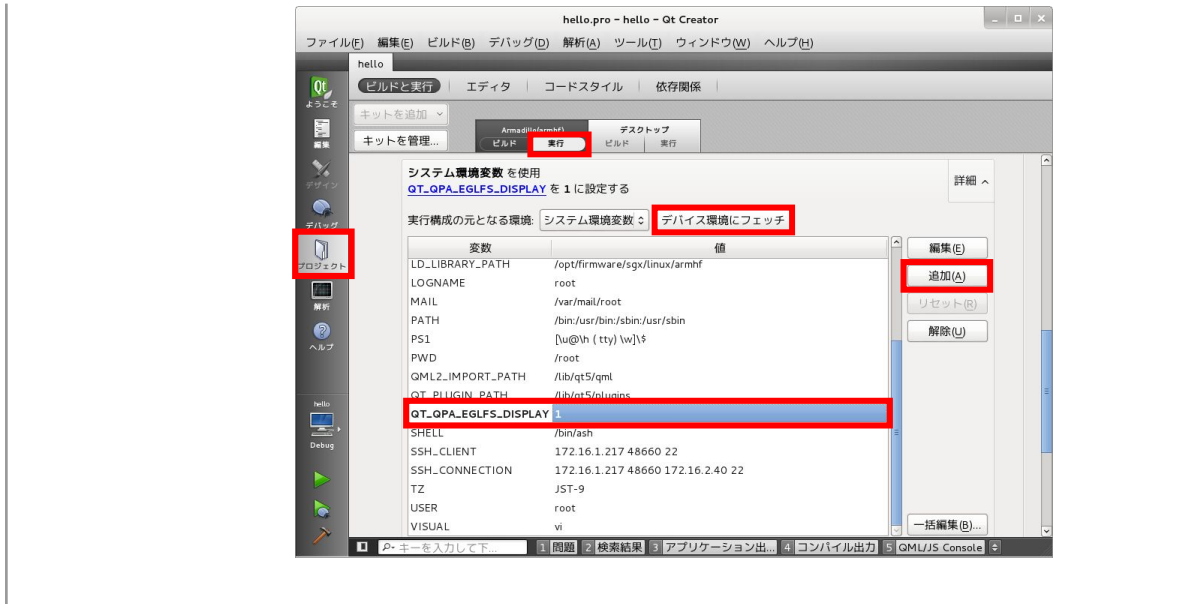 hello.pro - hello - Qt Creator
ファイル(F) 編集(E) ビルド(B) デバッグ(D) 解析(A) ツール(T) ウィンドウ(W) ヘルプ(H)
hello
ようこそ
編集
デザイン
デバッグ
プロジェクト
解析
ヘルプ
hello
Debug
ビルドと実行 エディタ コードスタイル 依存関係
キットを追加
キットを管理...
Armadillo(armhf) デスクトップ
ビルド 実行 ビルド 実行
システム環境変数 を使用
QT_QPA_EGLFS_DISPLAY を 1 に設定する
詳細
実行構成の元となる環境: システム環境変数 デバイス環境にフェッチ
変数 値
LD_LIBRARY_PATH /opt/firmware/sgx/linux/armhf
LOGNAME root
MAIL /var/mail/root
PATH /bin:/usr/bin:/sbin:/usr/sbin
PS1 [\u@\h ( tty) \w]\$
PWD /root
QML2_IMPORT_PATH /lib/qt5/qml
QT_PLUGIN_PATH /lib/qt5/plugins
QT_QPA_EGLFS_DISPLAY 1
SHELL /bin/ash
SSH_CLIENT 172.16.1.217 48660 22
SSH_CONNECTION 172.16.1.217 48660 172.16.2.40 22
TZ JST-9
USER root
VISUAL vi
編集(E)
追加(A)
リセット(R)
解除(U)
一括編集(B)...
キーを入力して下... 1 問題 2 検索結果 3 アプリケーション出... 4 コンパイル出力 5 QML/JS Console